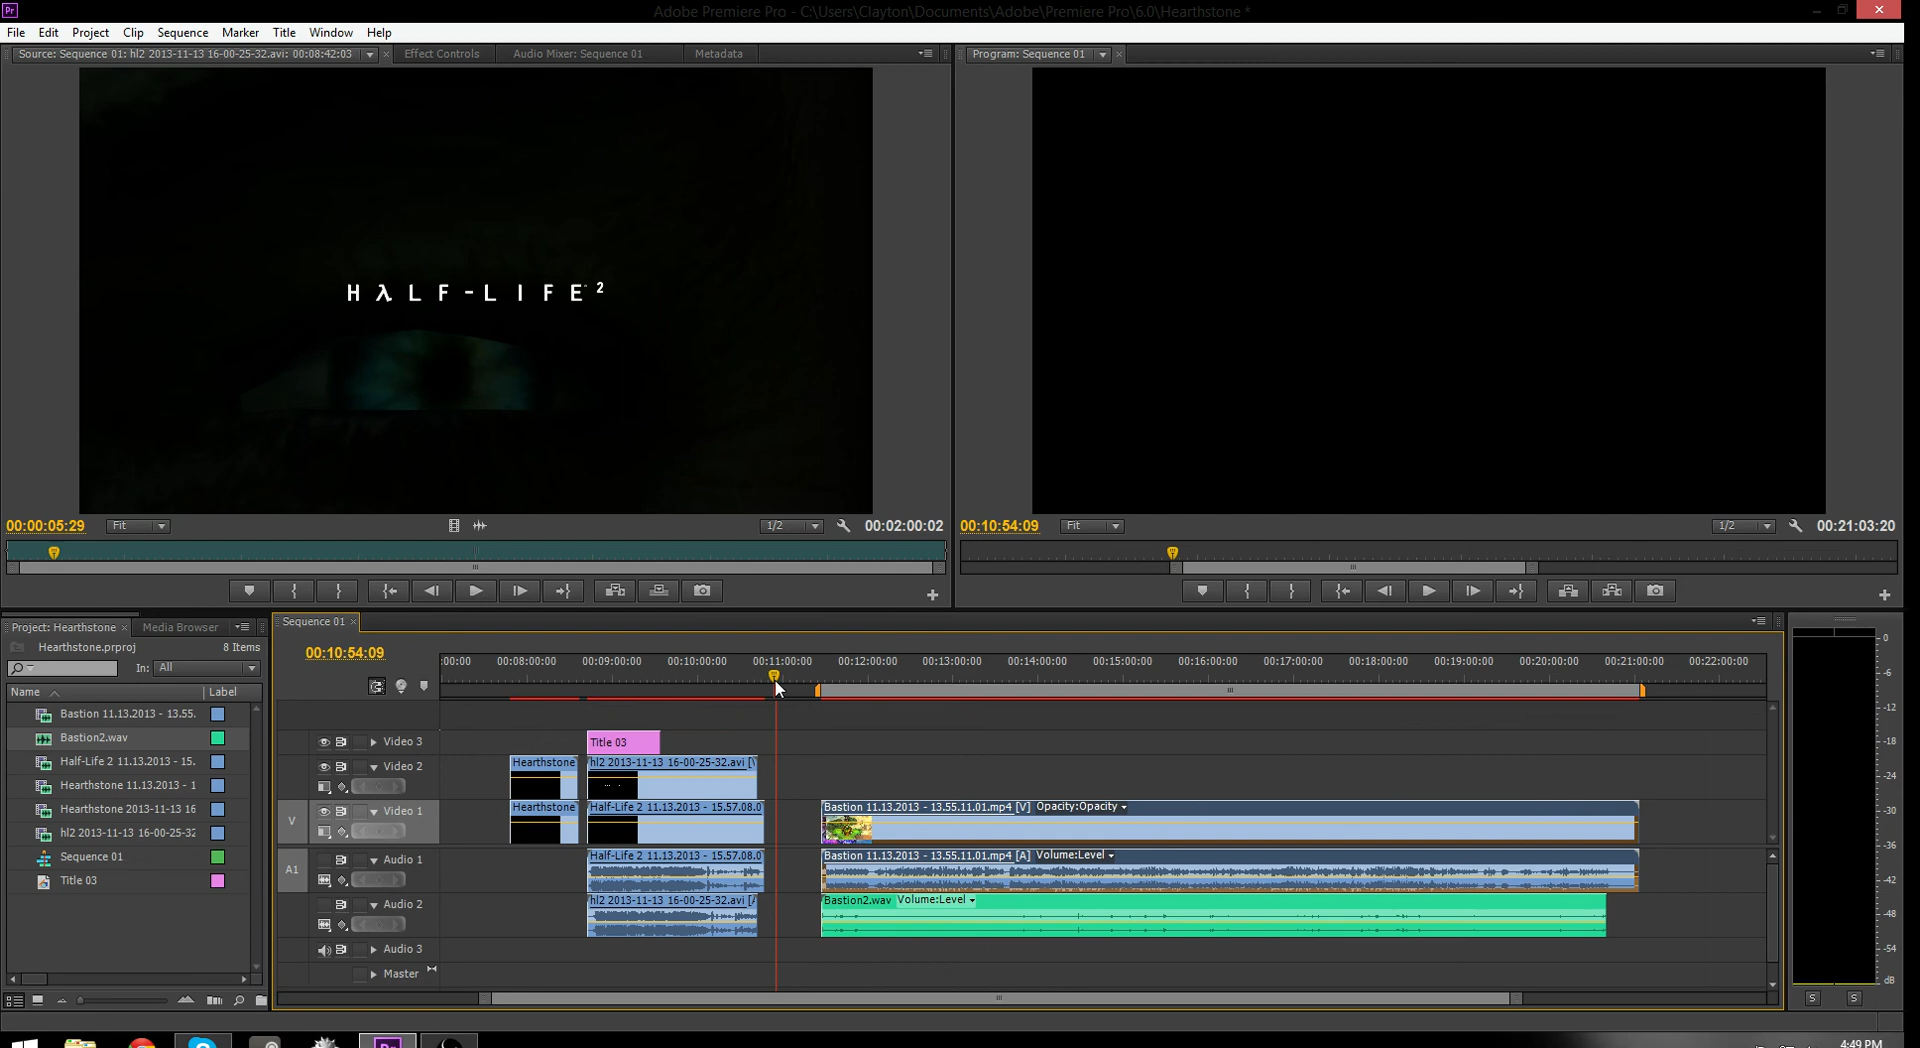 Pr Adobe Premiere Pro - C:\Users\Clayton\Documents\Adobe\Premiere Pro\6.0\Hearthstone *
File Edit Project Clip Sequence Marker Title Window Help
Source: Sequence 01: hl2 2013-11-13 16-00-25-32.avi: 00:08:42:03 Effect Controls Audio Mixer: Sequence 01 Metadata
Program: Sequence 01
HλLF-LIFE²
00:00:05:29 Fit 1/2 00:02:00:02
00:10:54:09 Fit 1/2 00:21:03:20
Project: Hearthstone Media Browser
Hearthstone.prproj 8 Items
In: All
Name Label
Bastion 11.13.2013 - 13.55.
Bastion2.wav
Half-Life 2 11.13.2013 - 15.
Hearthstone 11.13.2013 - 1
Hearthstone 2013-11-13 16
hl2 2013-11-13 16-00-25-32
Sequence 01
Title 03
Sequence 01
00:10:54:09
:00:00 00:08:00:00 00:09:00:00 00:10:00:00 00:11:00:00 00:12:00:00 00:13:00:00 00:14:00:00 00:15:00:00 00:16:00:00 00:17:00:00 00:18:00:00 00:19:00:00 00:20:00:00 00:21:00:00 00:22:00:00
Video 3 Title 03
Video 2 Hearthstone hl2 2013-11-13 16-00-25-32.avi [V
V Video 1 Hearthstone Half-Life 2 11.13.2013 - 15.57.08.0 Bastion 11.13.2013 - 13.55.11.01.mp4 [V] Opacity:Opacity
A1 Audio 1 Half-Life 2 11.13.2013 - 15.57.08.0 Bastion 11.13.2013 - 13.55.11.01.mp4 [A] Volume:Level
Audio 2 hl2 2013-11-13 16-00-25-32.avi [A Bastion2.wav Volume:Level
Audio 3
Master
0
-6
-12
-18
-24
-30
-36
-42
-48
-54
dB
S S
Pr
4:49 PM